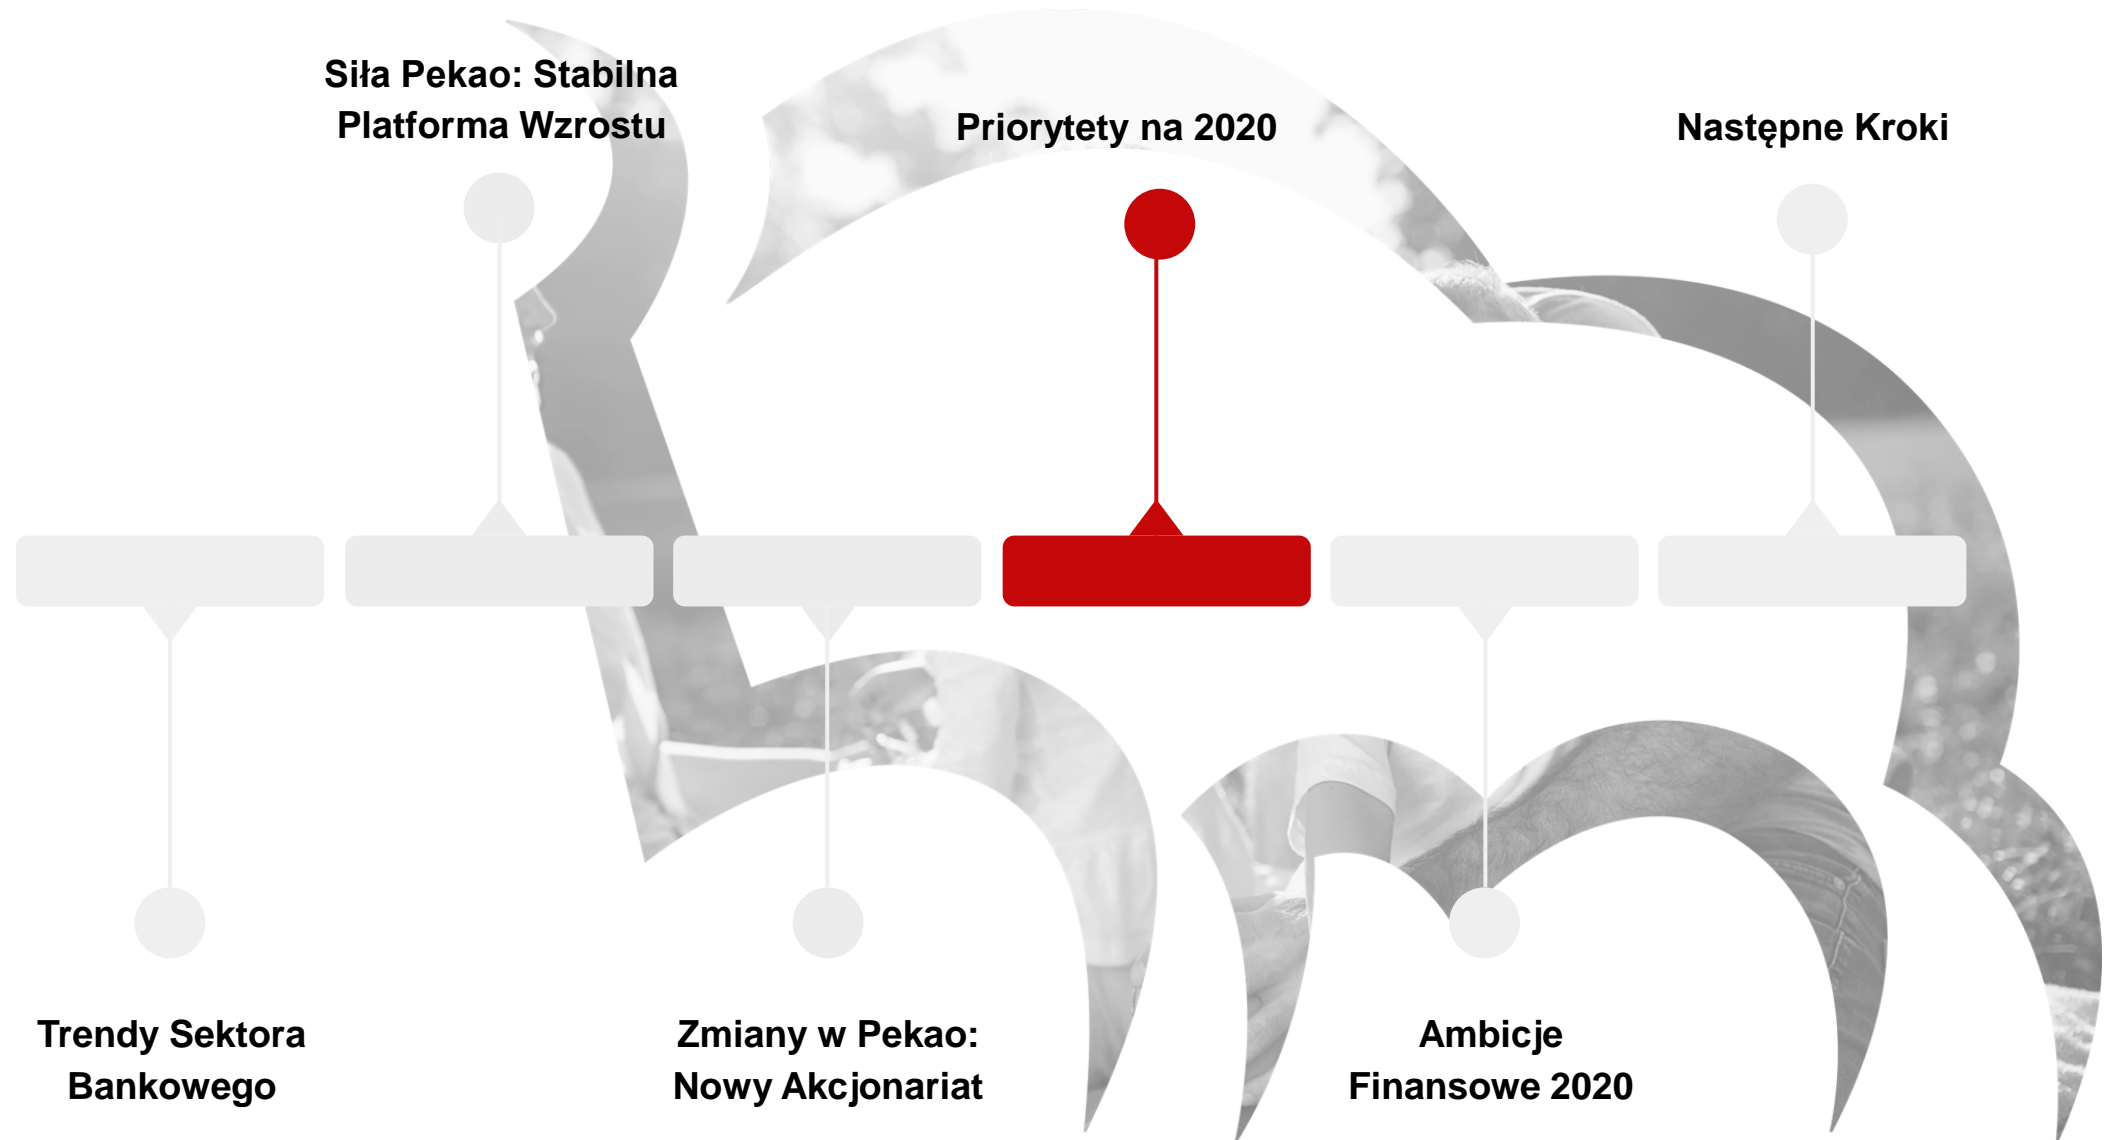 Siła Pekao: Stabilna
Platforma Wzrostu
Priorytety na 2020
Następne Kroki
Trendy Sektora
Bankowego
Zmiany w Pekao:
Nowy Akcjonariat
Ambicje
Finansowe 2020